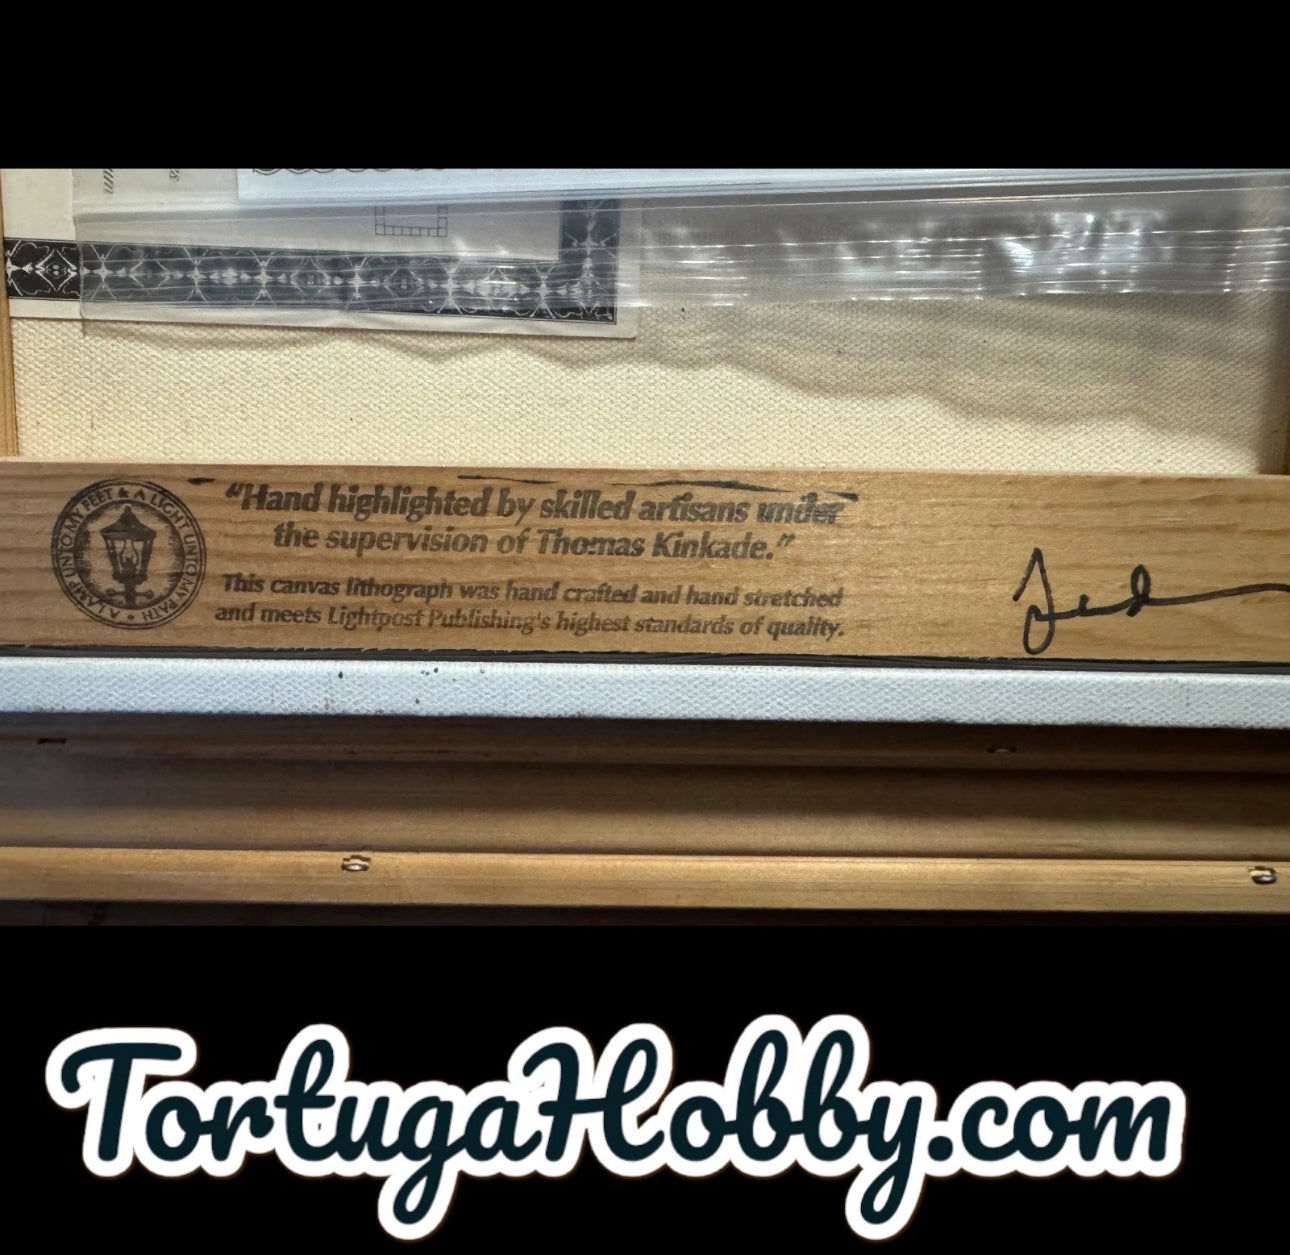 A LAMP UNTO MY FEET & A LIGHT UNTO MY PATH •
"Hand highlighted by skilled artisans under
the supervision of Thomas Kinkade."
This canvas lithograph was hand crafted and hand stretched
and meets Lightpost Publishing's highest standards of quality.
TortugaHobby.com